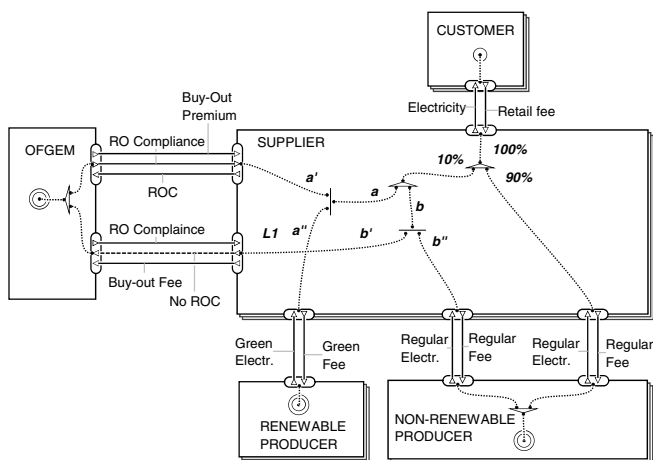 CUSTOMER
Electricity
Retail fee
Buy-Out
Premium
OFGEM
RO Compliance
ROC
SUPPLIER
100%
10%
90%
a'
a
b
L1
a"
b'
b"
RO Complaince
Buy-out Fee
No ROC
Green
Electr.
Green
Fee
Regular
Electr.
Regular
Fee
Regular
Electr.
Regular
Fee
RENEWABLE
PRODUCER
NON-RENEWABLE
PRODUCER